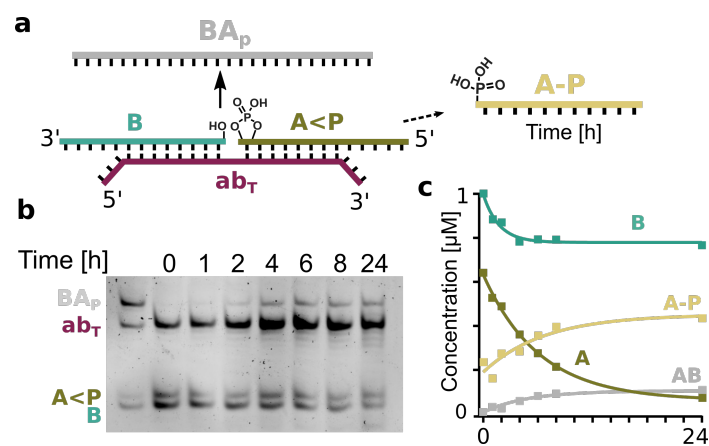 a
BAp
OH
HO P O
O OH
P
HO O O
3' B A<P 5'
abT
5' 3'
A-P
Time [h]
b
Time [h] 0 1 2 4 6 8 24
BAp
abT
A<P
B
c
1
Concentration [µM]
B
A-P
A
AB
0
0 24